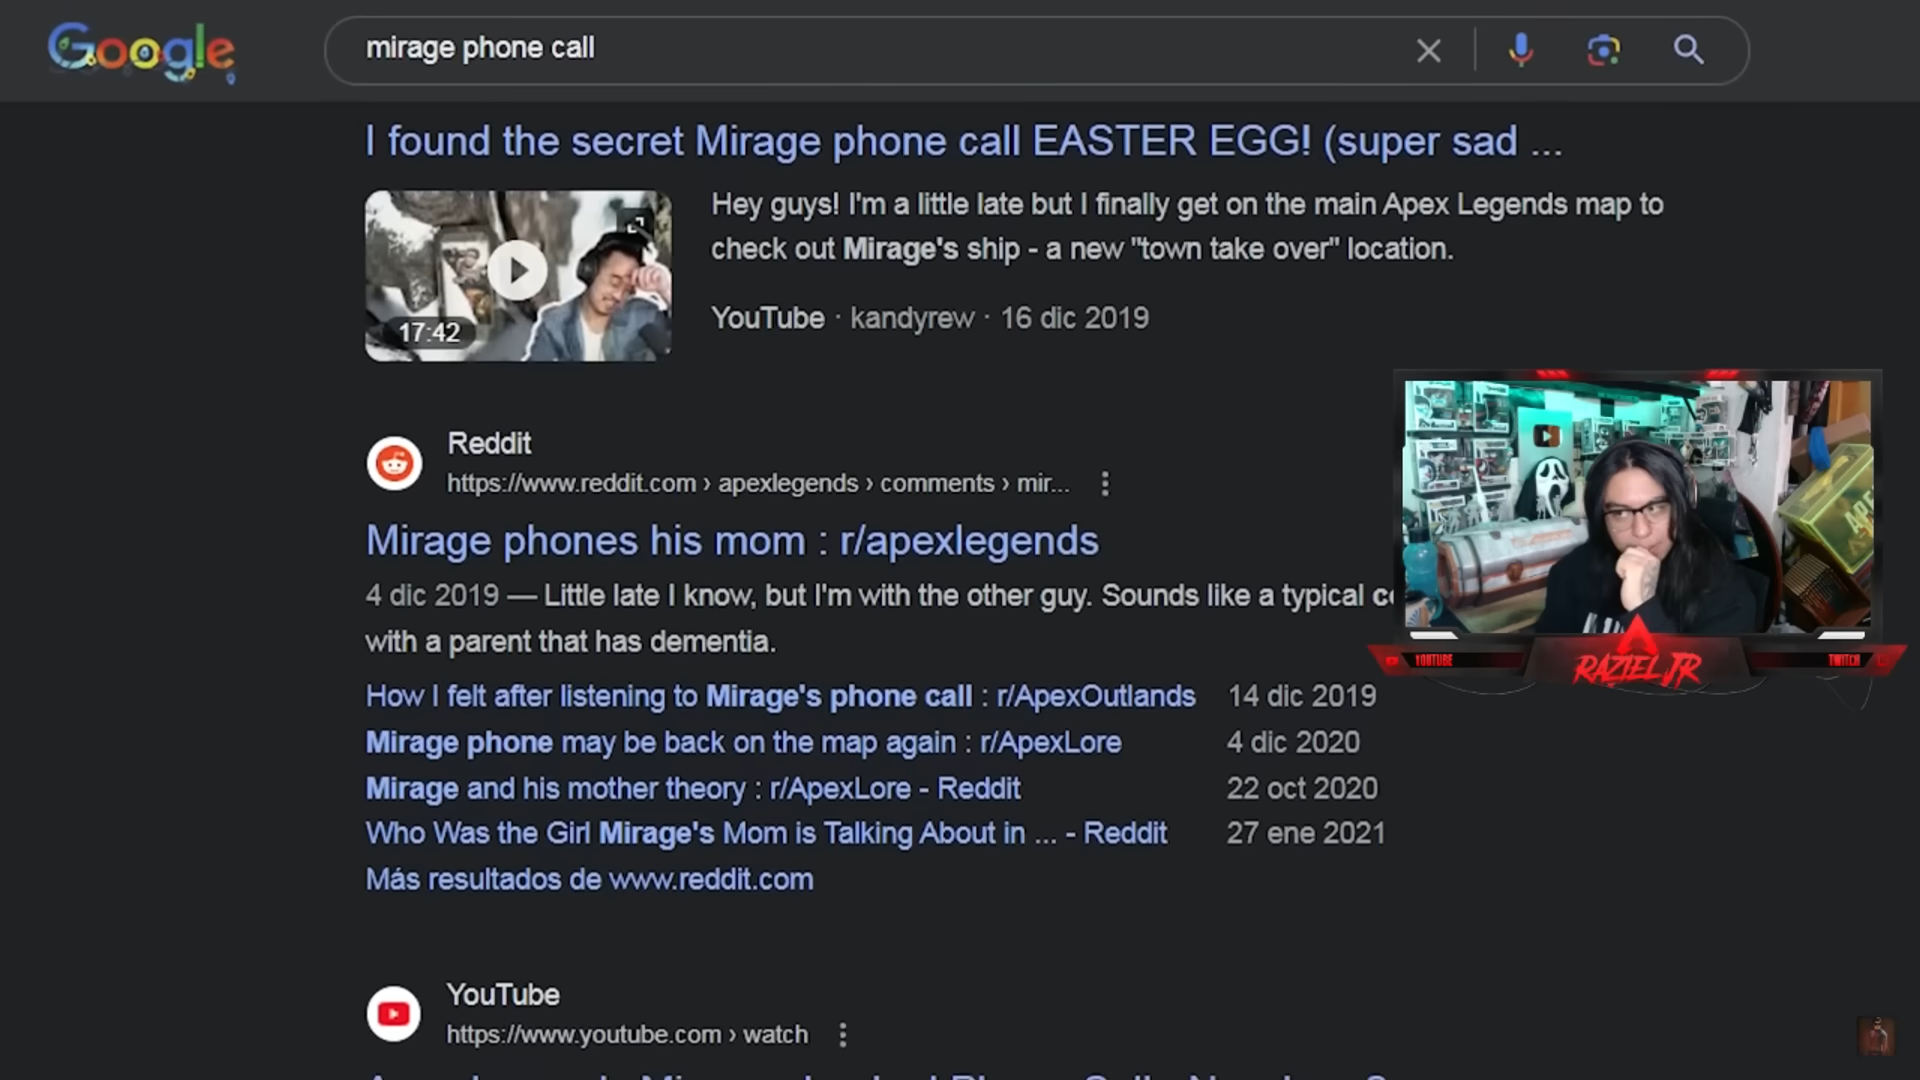 Google
mirage phone call
I found the secret Mirage phone call EASTER EGG! (super sad ...
Hey guys! I'm a little late but I finally get on the main Apex Legends map to
check out Mirage's ship - a new "town take over" location.
17:42
YouTube · kandyrew · 16 dic 2019
Reddit
https://www.reddit.com › apexlegends › comments › mir...
Mirage phones his mom : r/apexlegends
4 dic 2019 — Little late I know, but I'm with the other guy. Sounds like a typical
with a parent that has dementia.
YOUTUBE
RAZIEL JR
TWITCH
How I felt after listening to Mirage's phone call : r/ApexOutlands 14 dic 2019
Mirage phone may be back on the map again : r/ApexLore 4 dic 2020
Mirage and his mother theory : r/ApexLore - Reddit 22 oct 2020
Who Was the Girl Mirage's Mom is Talking About in ... - Reddit 27 ene 2021
Más resultados de www.reddit.com
YouTube
https://www.youtube.com › watch